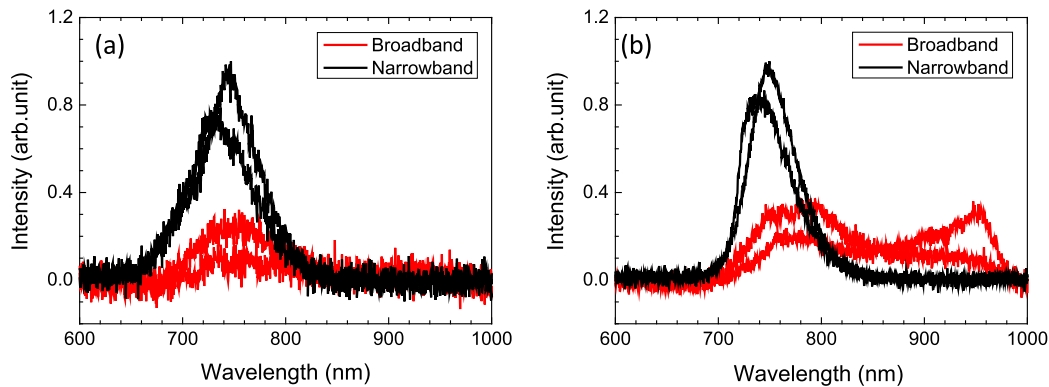 (a)
Broadband
Narrowband
Intensity (arb.unit)
1.2
0.8
0.4
0.0
600 700 800 900 1000
Wavelength (nm)
(b)
Broadband
Narrowband
Intensity (arb.unit)
1.2
0.8
0.4
0.0
600 700 800 900 1000
Wavelength (nm)